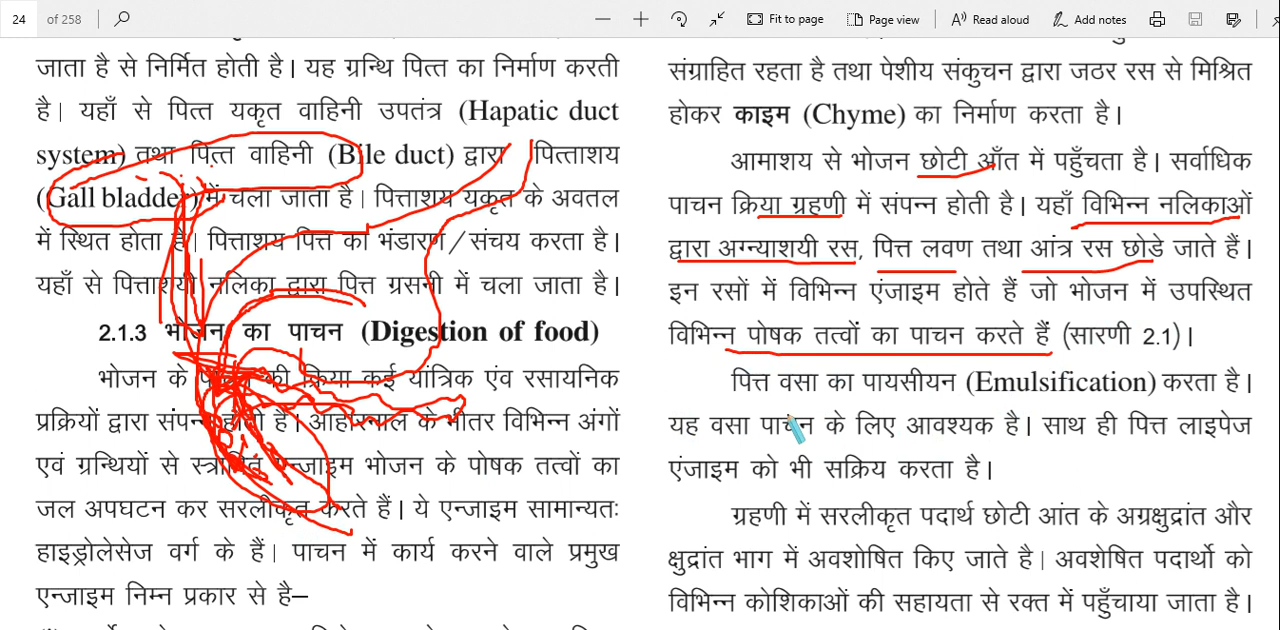 24 of 258 Fit to page Page view Read aloud Add notes
जाता है से निर्मित होती है। यह ग्रन्थि पित्त का निर्माण करती
है। यहाँ से पित्त यकृत वाहिनी उपतंत्र (Hapatic duct
system) तथा पित्त वाहिनी (Bile duct) द्वारा पित्ताशय
(Gall bladder) में चला जाता है। पित्ताशय यकृत के अवतल
में स्थित होता है। पित्ताशय पित्त का भंडारण/संचय करता है।
यहाँ से पित्ताशयी नलिका द्वारा पित्त ग्रसनी में चला जाता है।
2.1.3 भोजन का पाचन (Digestion of food)
भोजन के पाचन की क्रिया कई यांत्रिक एंव रसायनिक
प्रक्रियों द्वारा संपन्न होती है। आहारनाल के भीतर विभिन्न अंगों
एवं ग्रन्थियों से स्त्रावित एन्जाइम भोजन के पोषक तत्वों का
जल अपघटन कर सरलीकृत करते हैं। ये एन्जाइम सामान्यतः
हाइड्रोलेसेज वर्ग के हैं। पाचन में कार्य करने वाले प्रमुख
एन्जाइम निम्न प्रकार से है–
संग्राहित रहता है तथा पेशीय संकुचन द्वारा जठर रस से मिश्रित
होकर काइम (Chyme) का निर्माण करता है।
आमाशय से भोजन छोटी आँत में पहुँचता है। सर्वाधिक
पाचन क्रिया ग्रहणी में संपन्न होती है। यहाँ विभिन्न नलिकाओं
द्वारा अग्न्याशयी रस, पित्त लवण तथा आंत्र रस छोडे जाते हैं।
इन रसों में विभिन्न एंजाइम होते हैं जो भोजन में उपस्थित
विभिन्न पोषक तत्वों का पाचन करते हैं (सारणी 2.1)।
पित्त वसा का पायसीयन (Emulsification) करता है।
यह वसा पाचन के लिए आवश्यक है। साथ ही पित्त लाइपेज
एंजाइम को भी सक्रिय करता है।
ग्रहणी में सरलीकृत पदार्थ छोटी आंत के अग्रक्षुद्रांत और
क्षुद्रांत भाग में अवशोषित किए जाते है। अवशेषित पदार्थो को
विभिन्न कोशिकाओं की सहायता से रक्त में पहुँचाया जाता है।